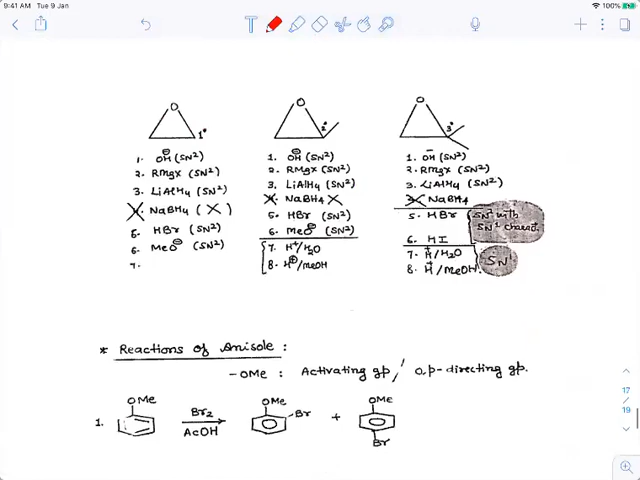 9:41 AM Tue 9 Jan 100%
T
O 1°
1. OH⊖ (SN²)
2. RMgx (SN²)
3. LiAlH4 (SN²)
X NaBH4 (X)
5. HBr (SN²)
6. MeO⊖ (SN²)
7.
O 2°
1. OH⊖ (SN²)
2. RMgx (SN²)
3. LiAlH4 (SN²)
X NaBH4 X
5. HBr (SN²)
6. MeO⊖ (SN²)
7. H⁺/H2O
8. H⊕/MeOH
O 3°
1. OH⁻ (SN²)
2. RMgx (SN²)
3. LiAlH4 (SN²)
X NaBH4
5. HBr SN² with
SN¹ charact.
6. HI
7. H⁺/H2O SN¹
8. H⁺/MeOH
* Reactions of Anisole :
-OMe : Activating gp / o,p-directing gp.
1. OMe Br2 AcOH OMe Br + OMe Br
17
/
19